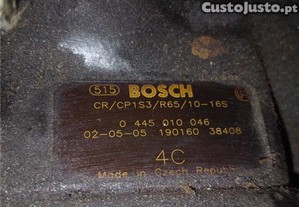 CustoJusto.pt
515 BOSCH
CR/CP1S3/R65/10-16S
0 445 010 046
02-05-05 190160 38408
4C
Made in Czech Republic